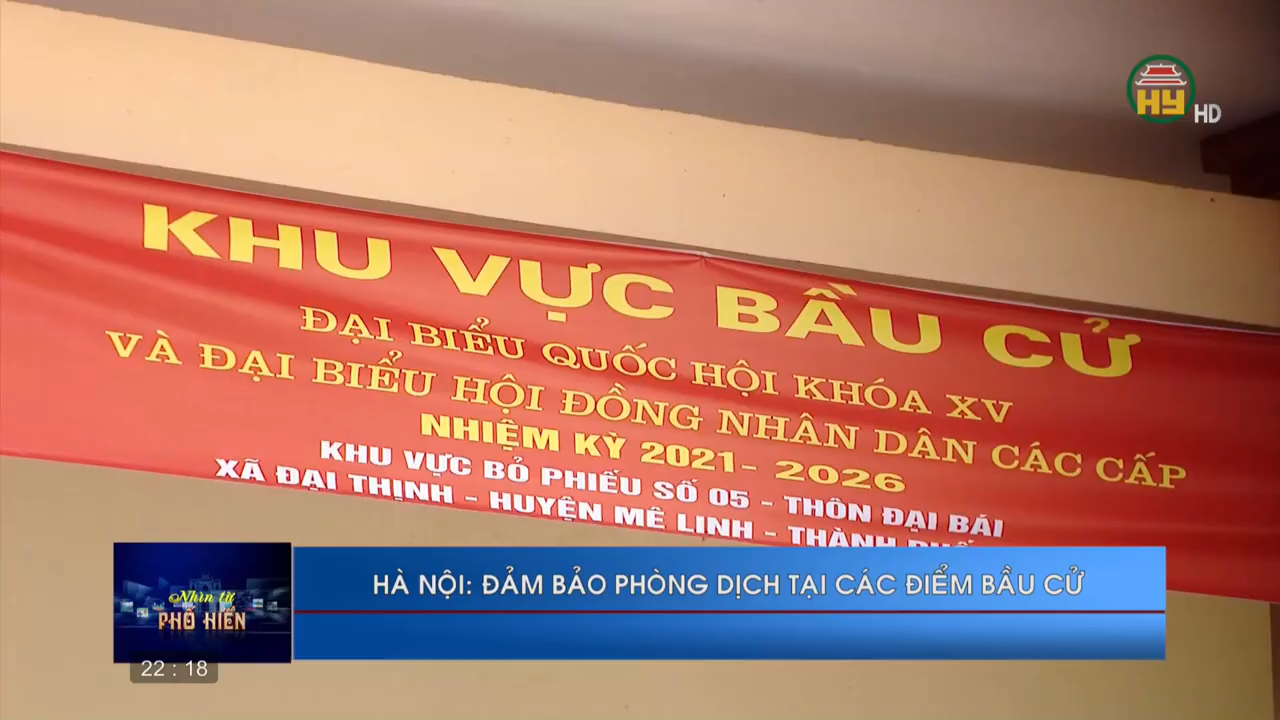 HY HD
KHU VỰC BẦU CỬ
ĐẠI BIỂU QUỐC HỘI KHÓA XV
VÀ ĐẠI BIỂU HỘI ĐỒNG NHÂN DÂN CÁC CẤP
NHIỆM KỲ 2021- 2026
KHU VỰC BỎ PHIẾU SỐ 05 - THÔN ĐẠI BÁI
XÃ ĐẠI THỊNH - HUYỆN MÊ LINH - THÀNH PHỐ
HÀ NỘI: ĐẢM BẢO PHÒNG DỊCH TẠI CÁC ĐIỂM BẦU CỬ
Nhìn từ
PHỐ HIẾN
22 : 18